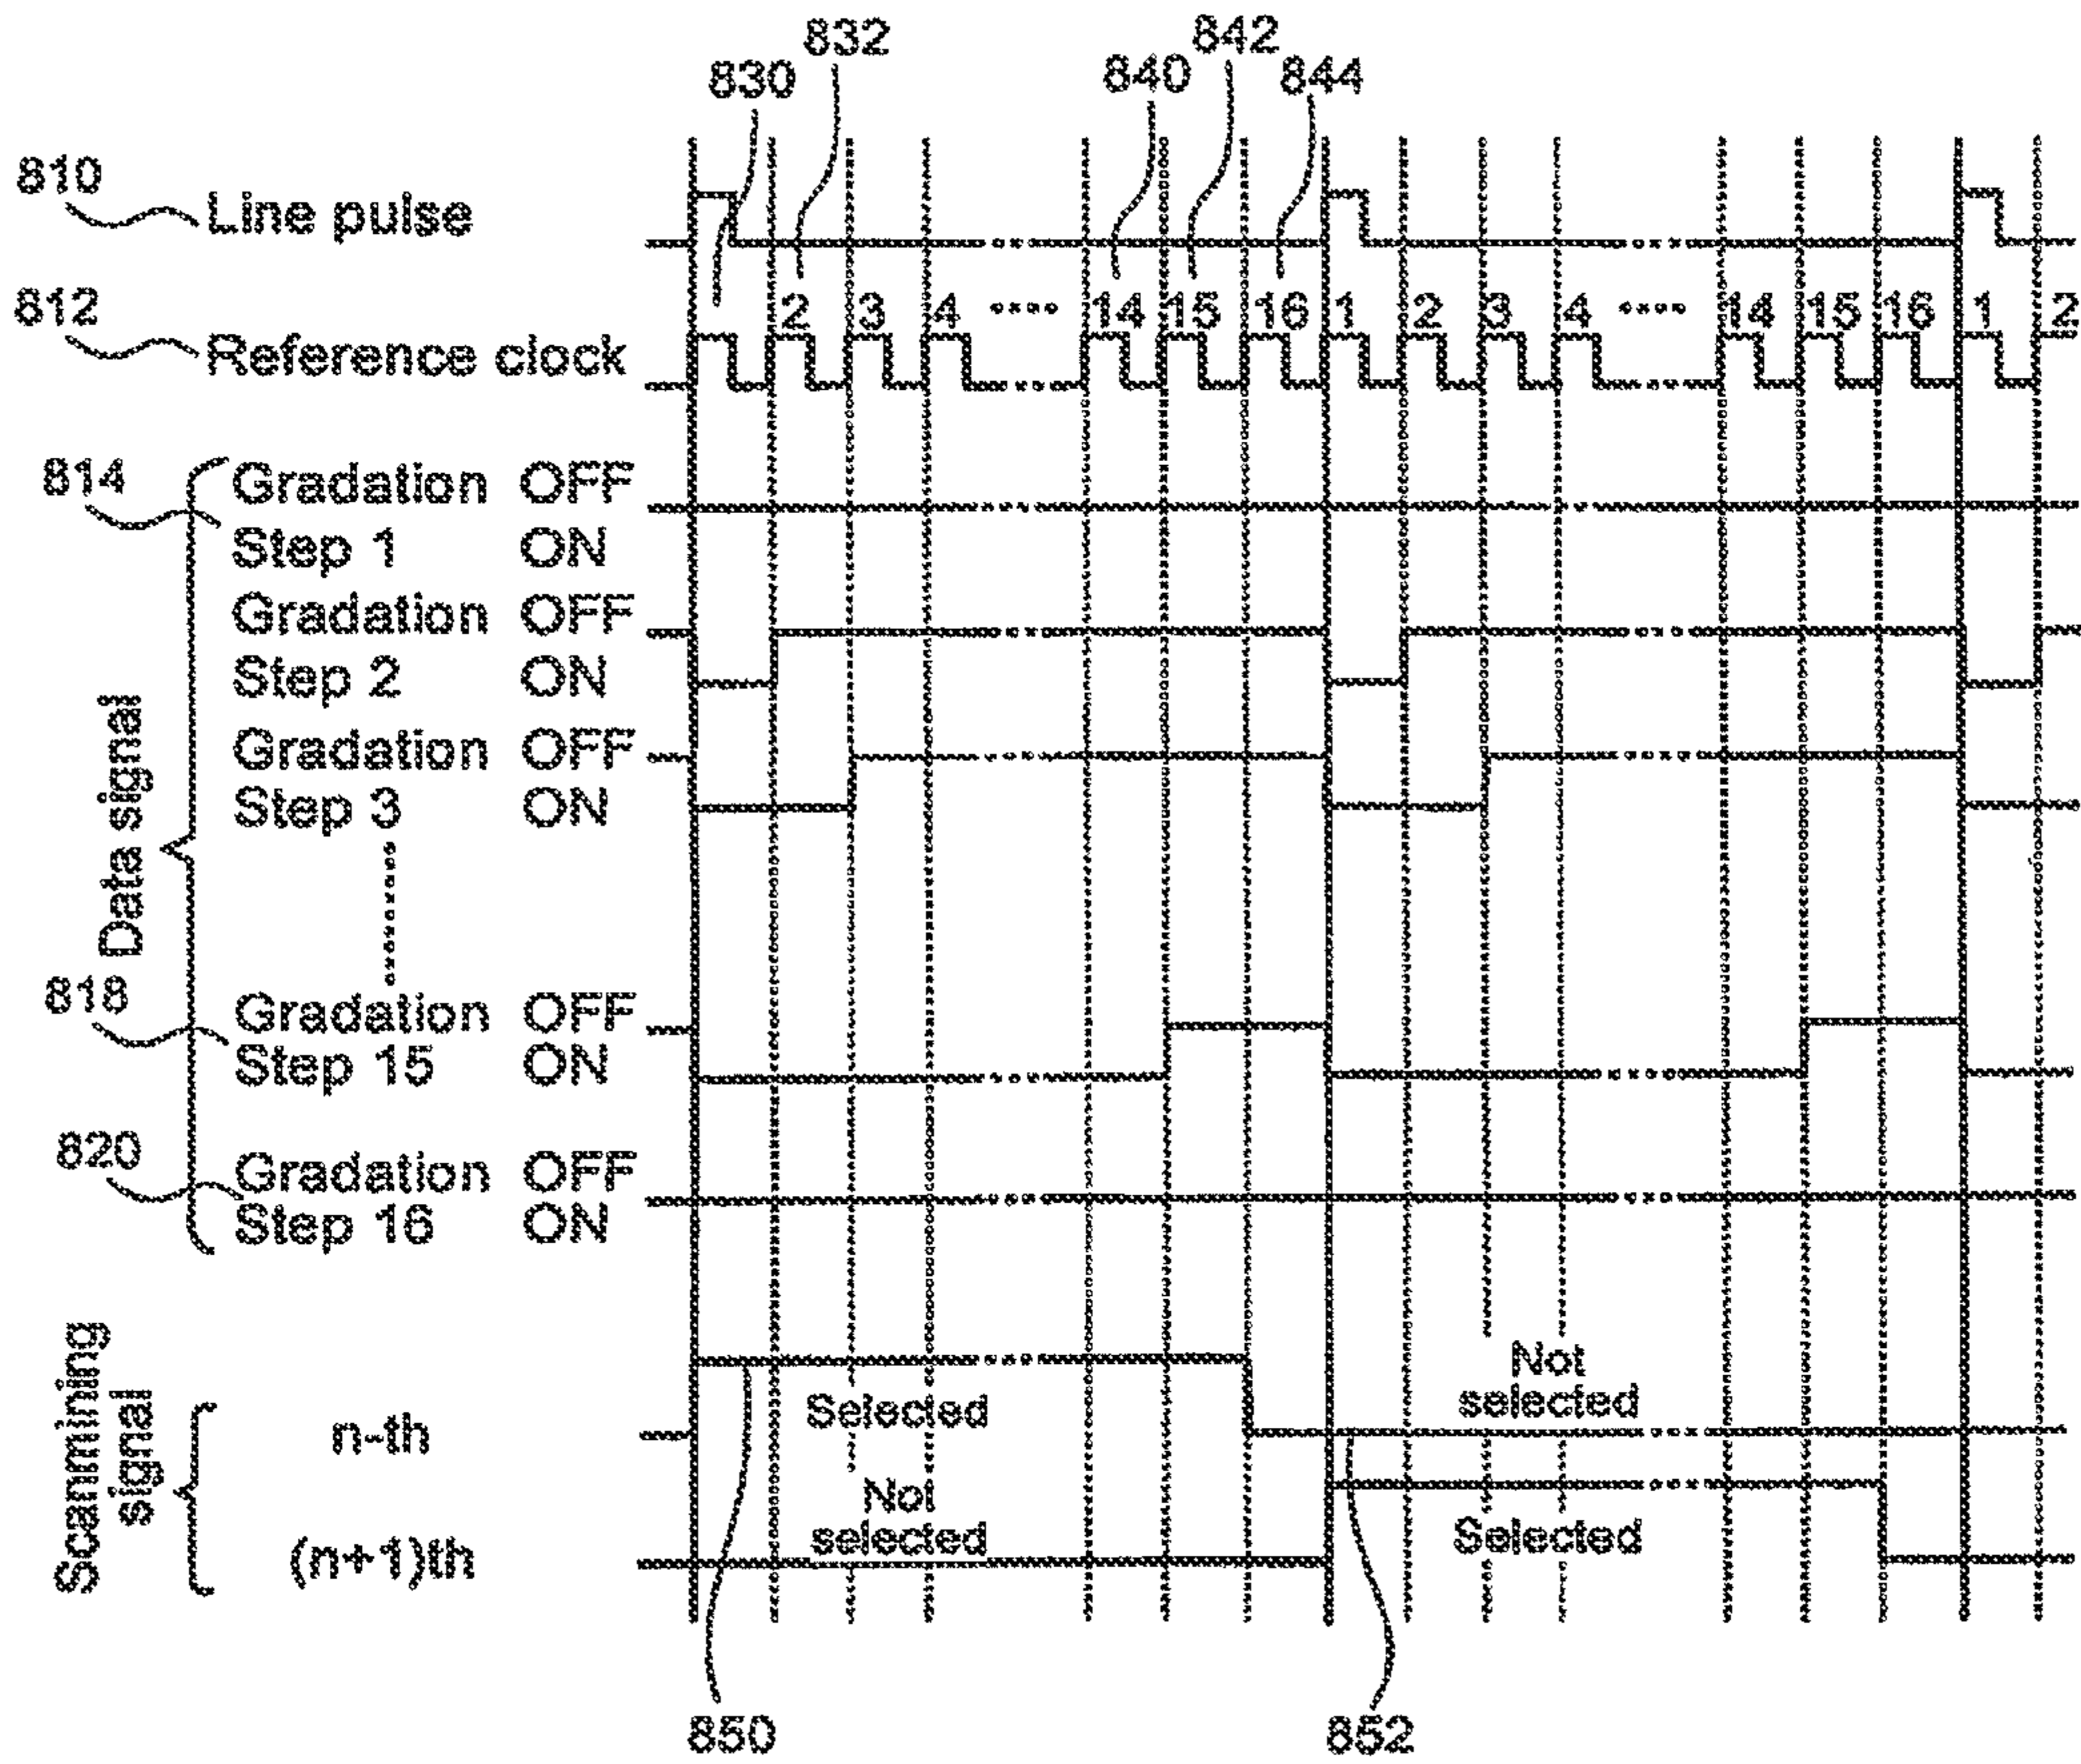 832
842
830
840
844
810
Line pulse
2 3 4 14 15 16 1 2 3 4 14 15 16 1 2
812
Reference clock
814
Gradation OFF
Step 1 ON
Gradation OFF
Step 2 ON
Gradation OFF
Step 3 ON
Data signal
818
Gradation OFF
Step 15 ON
820
Gradation OFF
Step 16 ON
Scanming
signal
n-th
Selected
Not
selected
(n+1)th
Not
selected
Selected
850
852